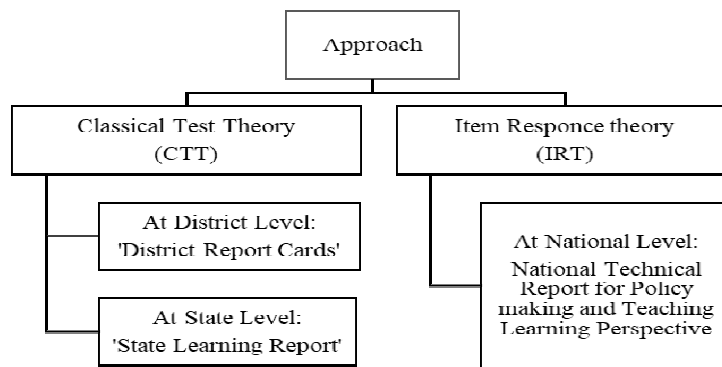 Approach
Classical Test Theory
(CTT)
At District Level:
'District Report Cards'
At State Level:
'State Learning Report'
Item Responce theory
(IRT)
At National Level:
National Technical
Report for Policy
making and Teaching
Learning Perspective